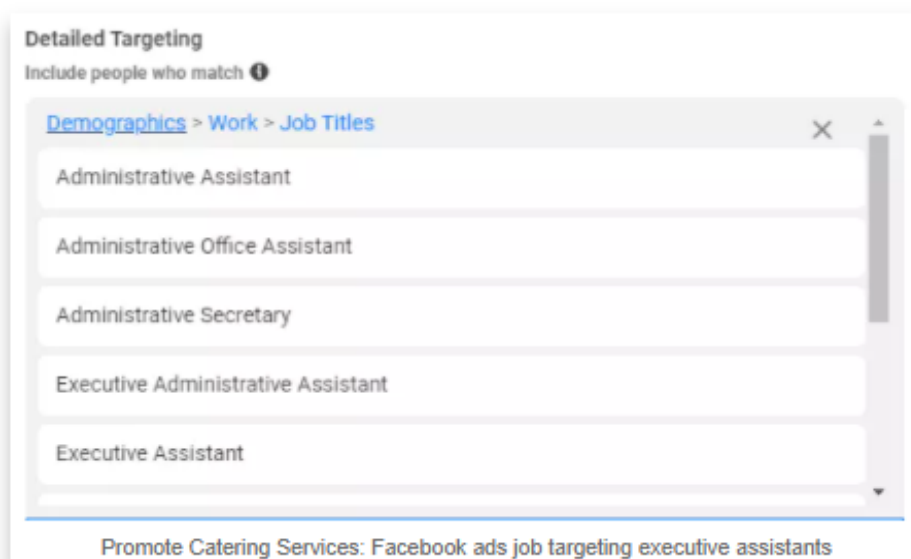 Detailed Targeting
Include people who match
Demographics > Work > Job Titles
Administrative Assistant
Administrative Office Assistant
Administrative Secretary
Executive Administrative Assistant
Executive Assistant
Promote Catering Services: Facebook ads job targeting executive assistants